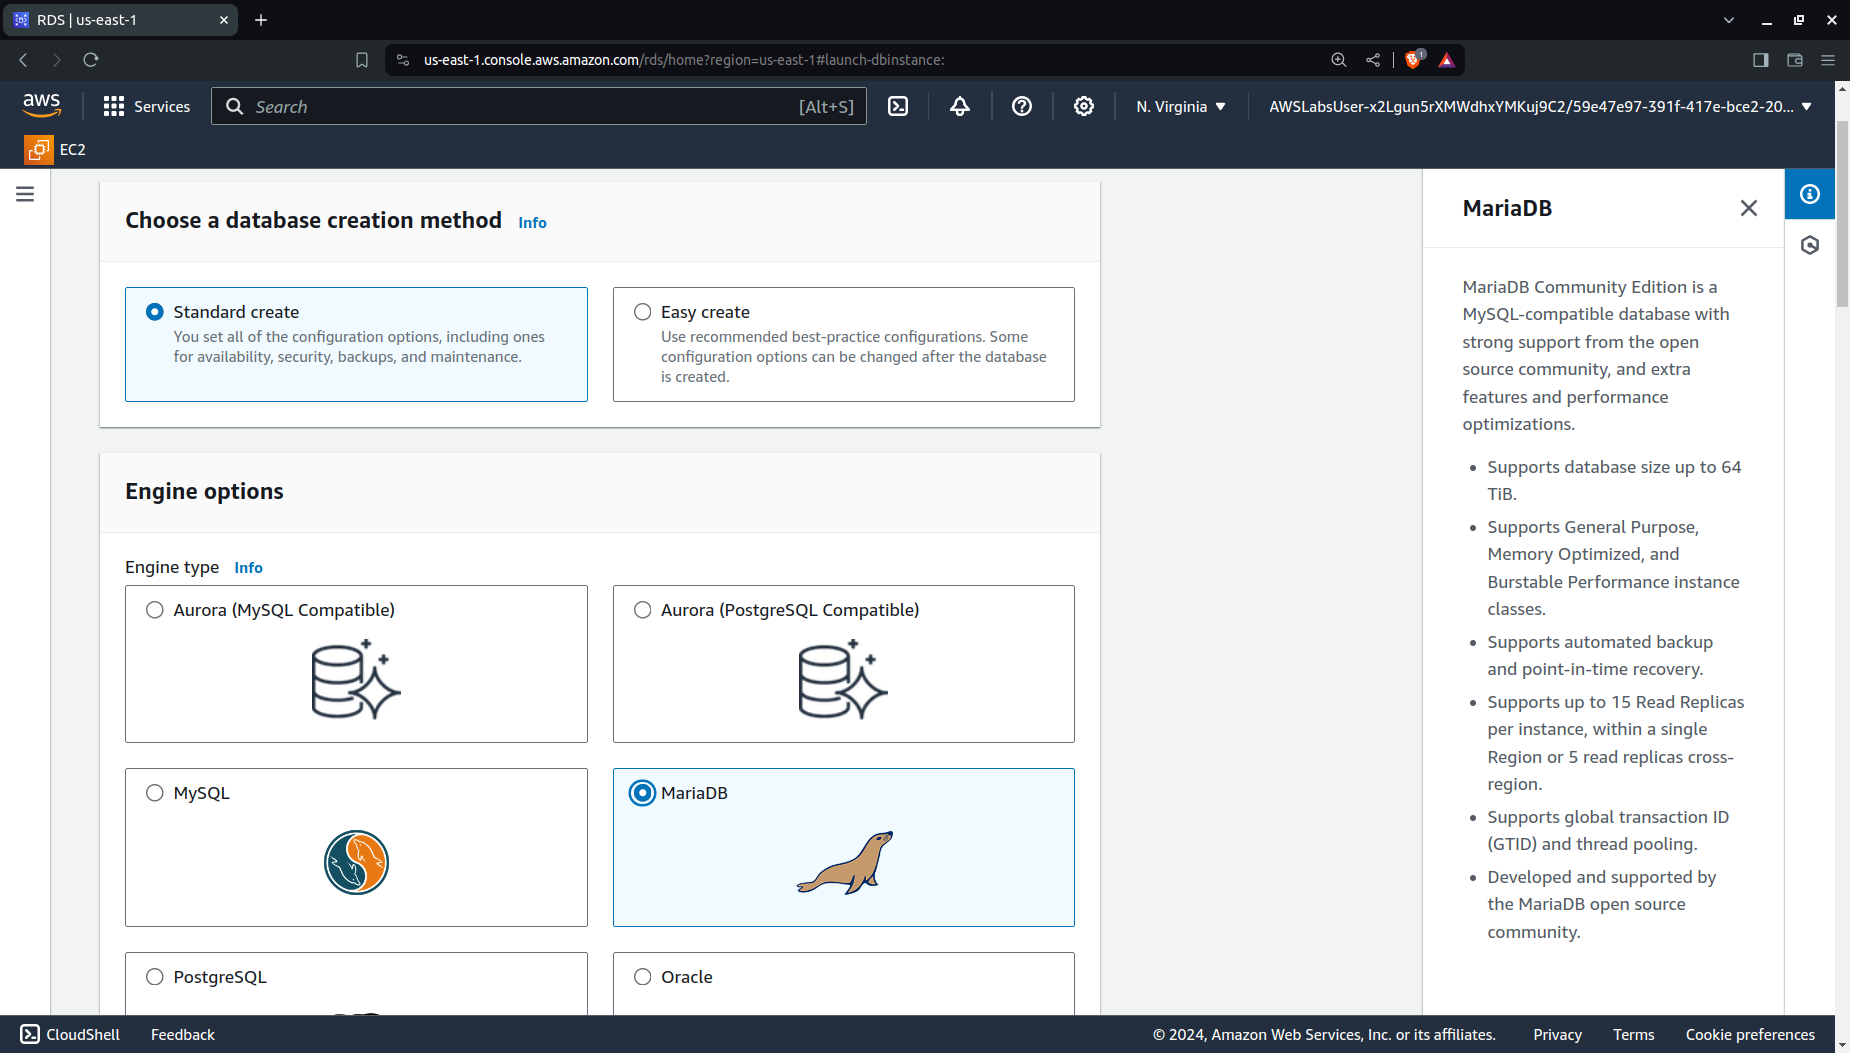 RDS | us-east-1
us-east-1.console.aws.amazon.com/rds/home?region=us-east-1#launch-dbinstance:
1
aws
Services
Search
[Alt+S]
N. Virginia
AWSLabsUser-x2Lgun5rXMWdhxYMKuj9C2/59e47e97-391f-417e-bce2-20...
EC2
Choose a database creation method Info
Standard create
You set all of the configuration options, including ones
for availability, security, backups, and maintenance.
Easy create
Use recommended best-practice configurations. Some
configuration options can be changed after the database
is created.
Engine options
Engine type Info
Aurora (MySQL Compatible)
Aurora (PostgreSQL Compatible)
MySQL
MariaDB
PostgreSQL
Oracle
MariaDB
MariaDB Community Edition is a
MySQL-compatible database with
strong support from the open
source community, and extra
features and performance
optimizations.
• Supports database size up to 64
TiB.
• Supports General Purpose,
Memory Optimized, and
Burstable Performance instance
classes.
• Supports automated backup
and point-in-time recovery.
• Supports up to 15 Read Replicas
per instance, within a single
Region or 5 read replicas cross-
region.
• Supports global transaction ID
(GTID) and thread pooling.
• Developed and supported by
the MariaDB open source
community.
CloudShell
Feedback
© 2024, Amazon Web Services, Inc. or its affiliates.
Privacy
Terms
Cookie preferences